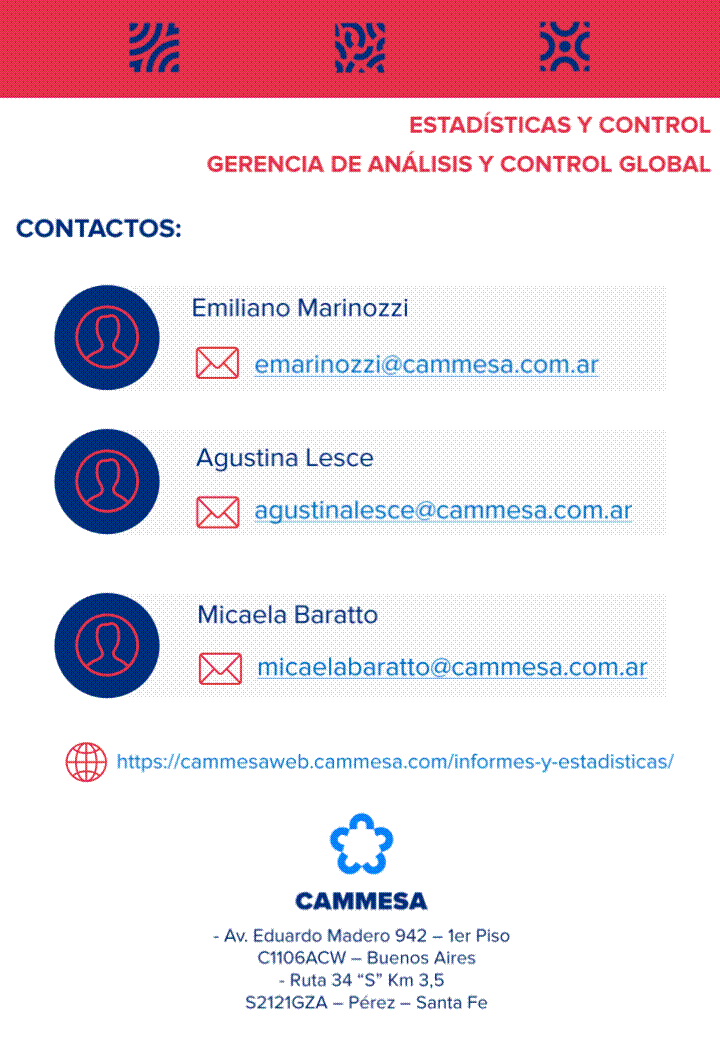 ESTADÍSTICAS Y CONTROL
GERENCIA DE ANÁLISIS Y CONTROL GLOBAL
CONTACTOS:
Emiliano Marinozzi
emarinozzi@cammesa.com.ar
Agustina Lesce
agustinalesce@cammesa.com.ar
Micaela Baratto
micaelabaratto@cammesa.com.ar
https://cammesaweb.cammesa.com/informes-y-estadisticas/
CAMMESA
- Av. Eduardo Madero 942 – 1er Piso
C1106ACW – Buenos Aires
- Ruta 34 “S” Km 3,5
S2121GZA – Pérez – Santa Fe